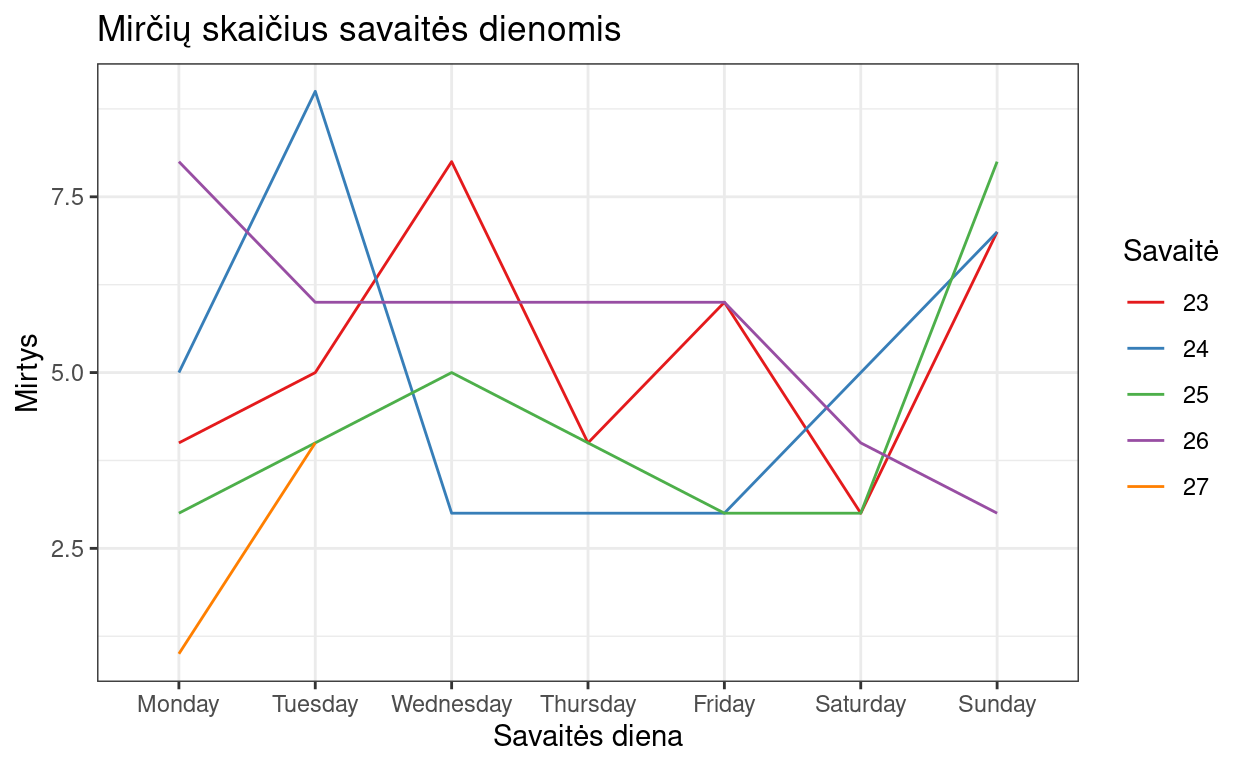 Mirčių skaičius savaitės dienomis
Mirtys
7.5
5.0
2.5
Monday Tuesday Wednesday Thursday Friday Saturday Sunday
Savaitės diena
Savaitė
23
24
25
26
27